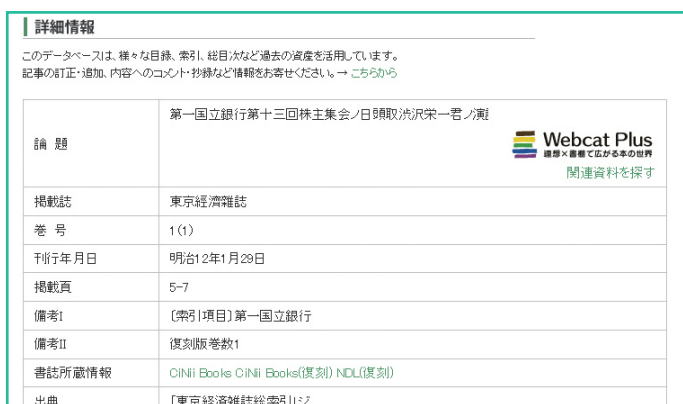 詳細情報
このデータベースは、様々な目録、索引、総目次など過去の資産を活用しています。
記事の訂正・追加、内容へのコメント・抄録など情報をお寄せください。→ こちらから
論 題
第一国立銀行第十三回株主集会ノ日頭取渋沢栄一君ノ演
Webcat Plus
連想×書棚で広がる本の世界
関連資料を探す
掲載誌 東京經濟雜誌
巻 号 1(1)
刊行年月日 明治12年1月29日
掲載頁 5-7
備考I 〔索引項目〕第一国立銀行
備考II 復刻版巻数1
書誌所蔵情報 CiNii Books CiNii Books(復刻) NDL(復刻)
出典 『東京経済雑誌総索引』ジ